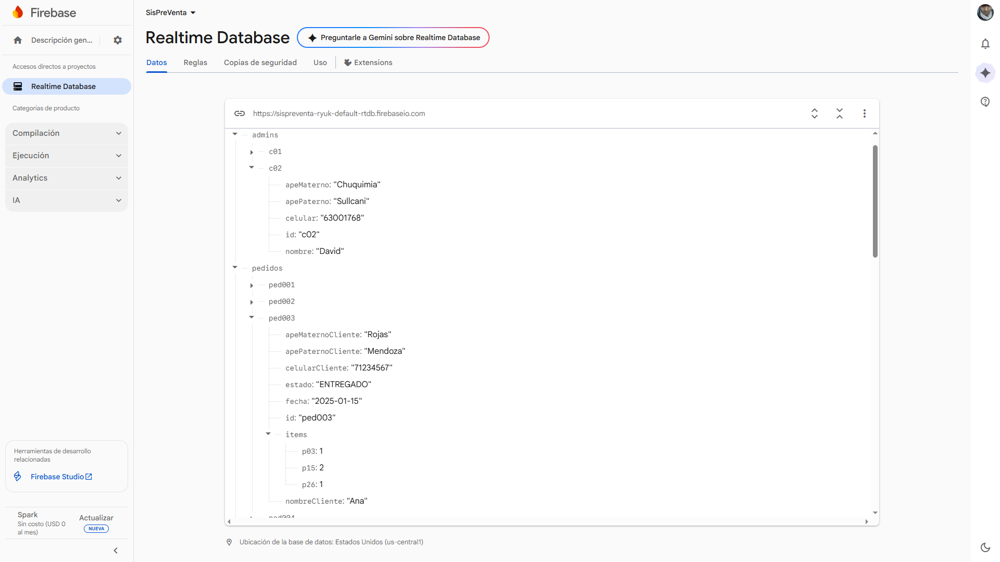 Firebase
Descripción gen...
Accesos directos a proyectos
Realtime Database
Categorías de producto
Compilación
Ejecución
Analytics
IA
Herramientas de desarrollo
relacionadas
Firebase Studio
Spark
Sin costo (USD 0
al mes)
Actualizar
NUEVA
SisPreVenta
Realtime Database
Preguntarle a Gemini sobre Realtime Database
Datos
Reglas
Copias de seguridad
Uso
Extensions
https://sispreventa-ryuk-default-rtdb.firebaseio.com
admins
c01
c02
apeMaterno: "Chuquimia"
apePaterno: "Sullcani"
celular: "63001768"
id: "c02"
nombre: "David"
pedidos
ped001
ped002
ped003
apeMaternoCliente: "Rojas"
apePaternoCliente: "Mendoza"
celularCliente: "71234567"
estado: "ENTREGADO"
fecha: "2025-01-15"
id: "ped003"
items
p03: 1
p15: 2
p26: 1
nombreCliente: "Ana"
ped004
Ubicación de la base de datos: Estados Unidos (us-central1)